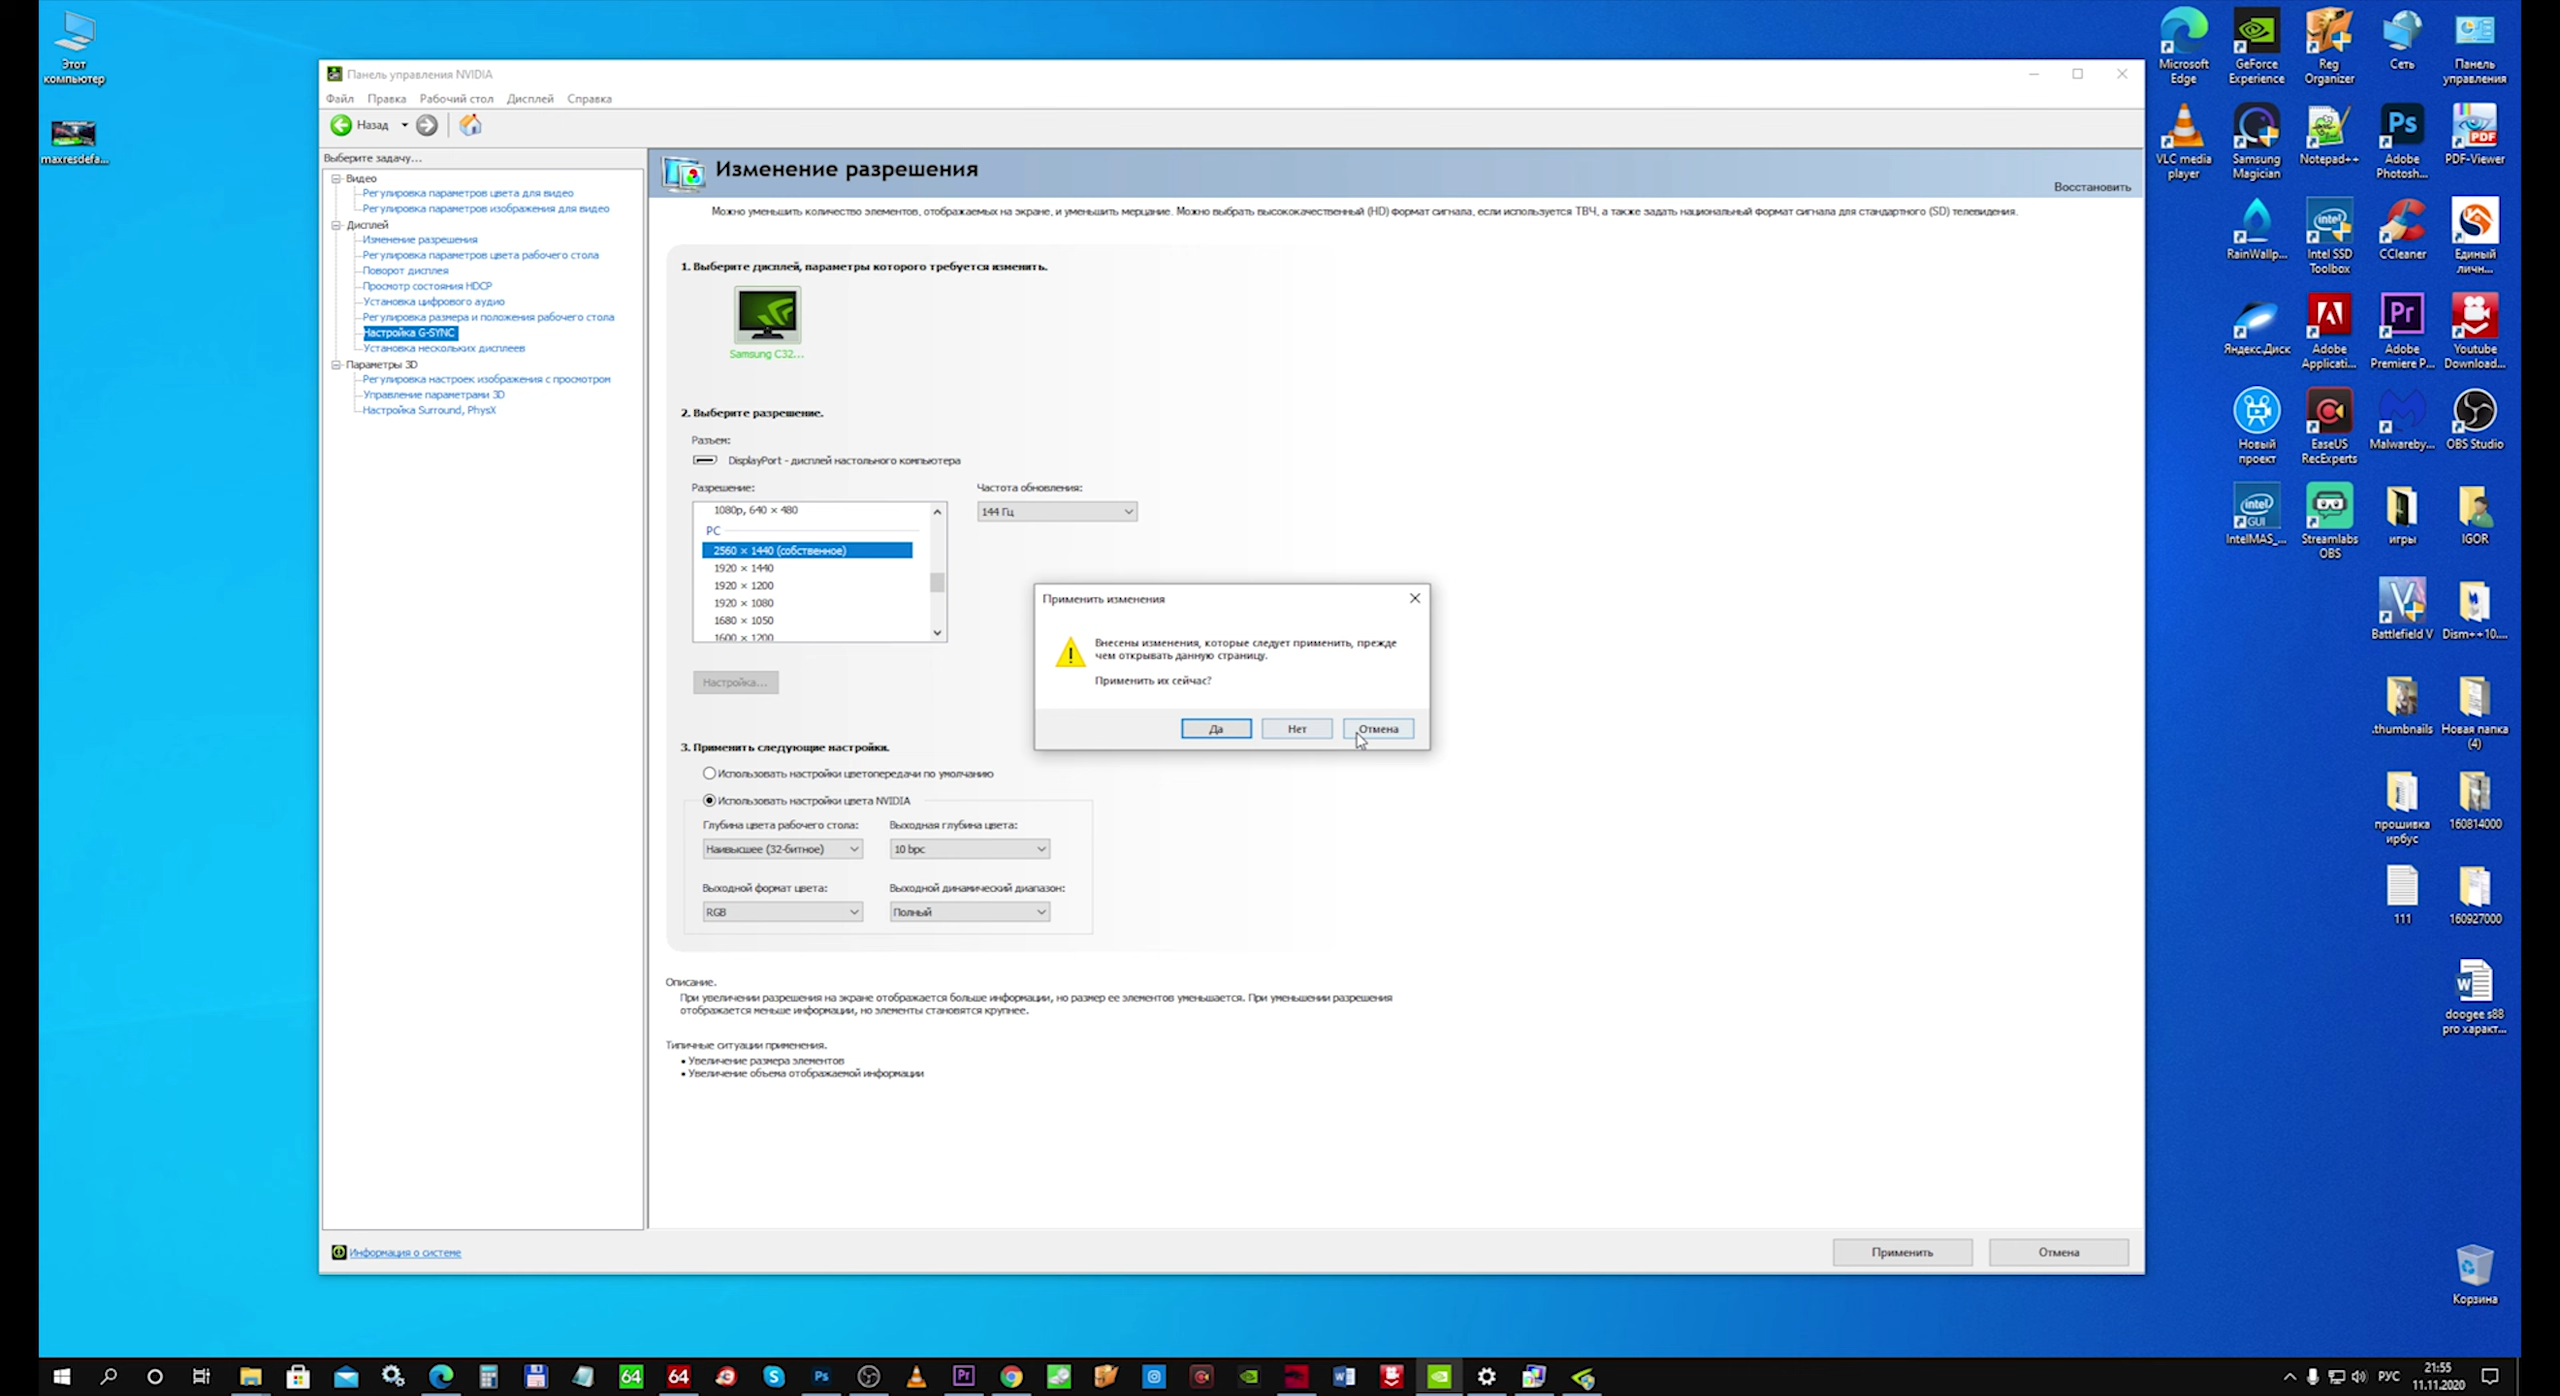 Этот
компьютер
maxresdefa...
Панель управления NVIDIA
Файл Правка Рабочий стол Дисплей Справка
Назад
Выберите задачу...
Видео
Регулировка параметров цвета для видео
Регулировка параметров изображения для видео
Дисплей
Изменение разрешения
Регулировка параметров цвета рабочего стола
Поворот дисплея
Просмотр состояния HDCP
Установка цифрового аудио
Регулировка размера и положения рабочего стола
Настройка G-SYNC
Установка нескольких дисплеев
Параметры 3D
Регулировка настроек изображения с просмотром
Управление параметрами 3D
Настройка Surround, PhysX
Информация о системе
Изменение разрешения
Восстановить
Можно уменьшить количество элементов, отображаемых на экране, и уменьшить мерцание. Можно выбрать высококачественный (HD) формат сигнала, если используется ТВЧ, а также задать национальный формат сигнала для стандартного (SD) телевидения.
1. Выберите дисплей, параметры которого требуется изменить.
Samsung C32...
2. Выберите разрешение.
Разъем:
DisplayPort - дисплей настольного компьютера
Разрешение:
Частота обновления:
144 Гц
1080p, 640 × 480
PC
2560 × 1440 (собственное)
1920 × 1440
1920 × 1200
1920 × 1080
1680 × 1050
1600 × 1200
Настройка...
Применить изменения
Внесены изменения, которые следует применить, прежде
чем открывать данную страницу.
Применить их сейчас?
Да
Нет
Отмена
3. Применить следующие настройки.
Использовать настройки цветопередачи по умолчанию
Использовать настройки цвета NVIDIA
Глубина цвета рабочего стола:
Выходная глубина цвета:
Наивысшее (32-битное)
10 bpc
Выходной формат цвета:
Выходной динамический диапазон:
RGB
Полный
Описание.
При увеличении разрешения на экране отображается больше информации, но размер ее элементов уменьшается. При уменьшении разрешения
отображается меньше информации, но элементы становятся крупнее.
Типичные ситуации применения.
• Увеличение размера элементов
• Увеличение объема отображаемой информации
Применить
Отмена
Microsoft
Edge
GeForce
Experience
Reg
Organizer
Сеть
Панель
управления
VLC media
player
Samsung
Magician
Notepad++
Adobe
Photosh...
PDF-Viewer
RainWallp...
Intel SSD
Toolbox
CCleaner
Единый
личн...
Яндекс.Диск
Adobe
Applicati...
Adobe
Premiere P...
Youtube
Download...
Новый
проект
EaseUS
RecExperts
Malwareby...
OBS Studio
IntelMAS_...
Streamlabs
OBS
игры
IGOR
Battlefield V
Dism++10....
.thumbnails
Новая папка
(4)
прошивка
ирбус
160814000
111
160927000
doogee s88
pro характ...
Корзина
64
64
Ps
Pr
РУС
21:55
11.11.2020